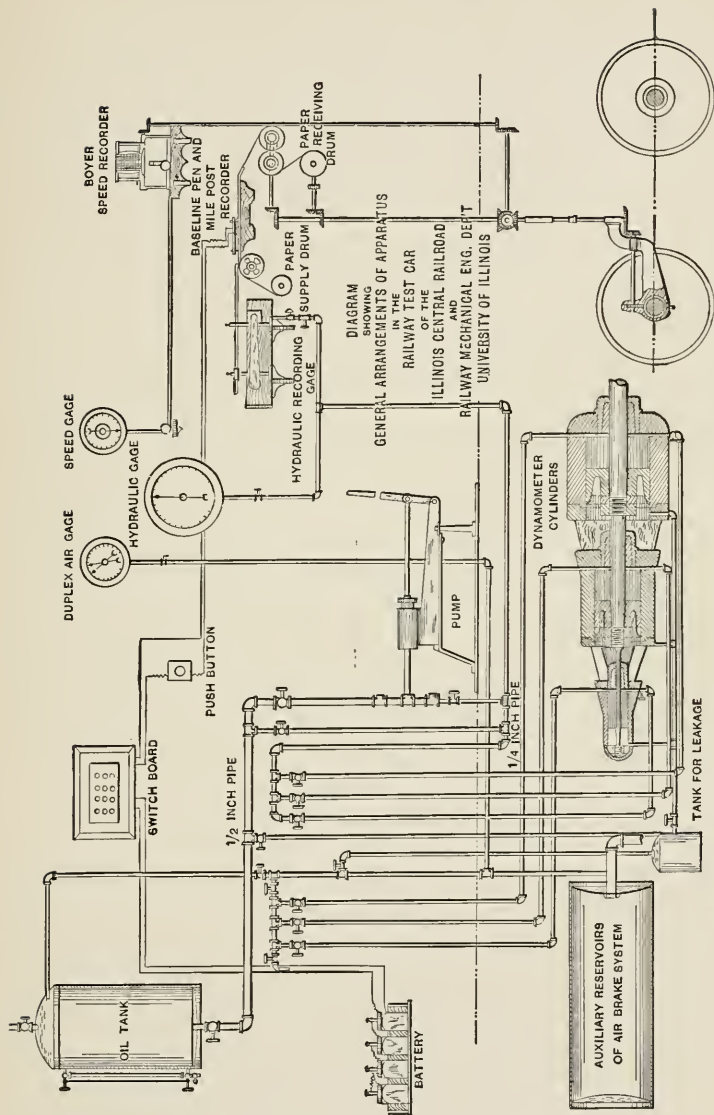 BOYER
SPEED RECORDER
BASELINE PEN AND
MILE POST
RECORDER
PAPER
RECEIVING
DRUM
PAPER
SUPPLY DRUM
SPEED GAGE
HYDRAULIC GAGE
HYDRAULIC RECORDING
GAGE
DUPLEX AIR GAGE
DIAGRAM
SHOWING
GENERAL ARRANGEMENTS OF APPARATUS
IN THE
RAILWAY TEST CAR
OF THE
ILLINOIS CENTRAL RAILROAD
AND
RAILWAY MECHANICAL ENG. DEP'T
UNIVERSITY OF ILLINOIS
PUSH BUTTON
SWITCH BOARD
PUMP
1/2 INCH PIPE
1/4 INCH PIPE
DYNAMOMETER
CYLINDERS
OIL TANK
BATTERY
TANK FOR LEAKAGE
AUXILIARY RESERVOIRS
OF AIR BRAKE SYSTEM